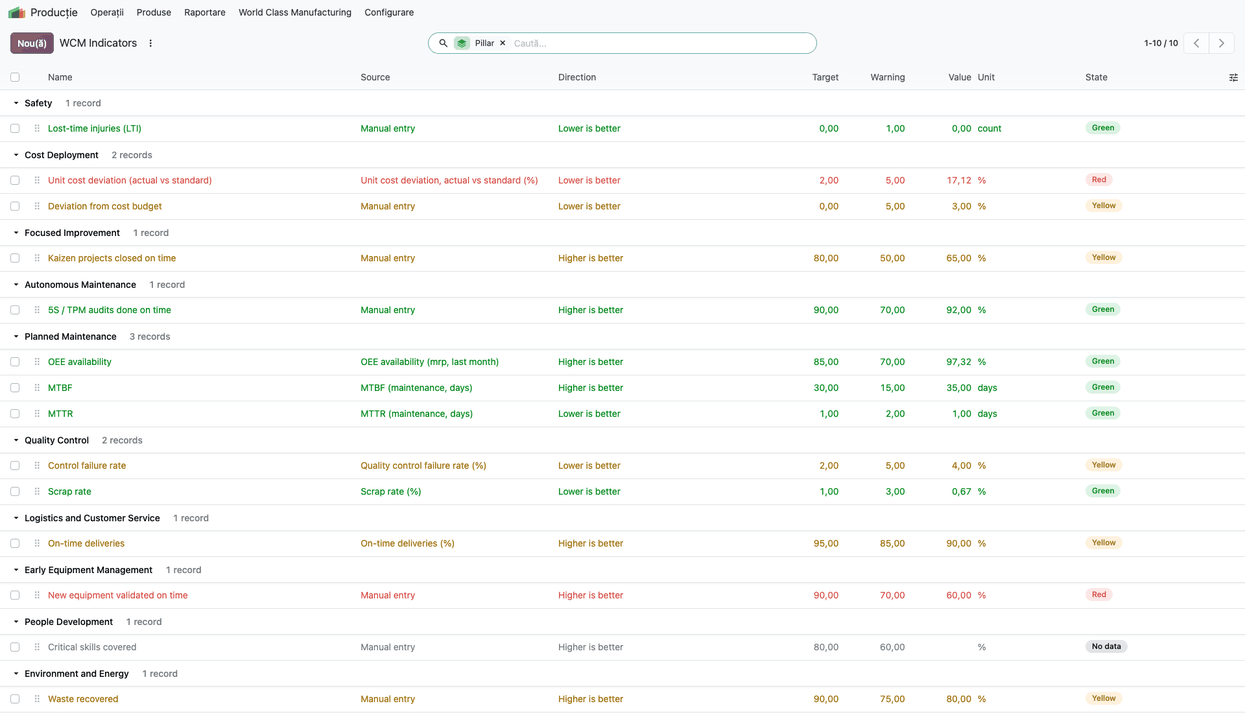 Producție Operații Produse Raportare World Class Manufacturing Configurare
Nou(ă) WCM Indicators Pillar Caută... 1-10 / 10
Name Source Direction Target Warning Value Unit State
Safety 1 record
Lost-time injuries (LTI) Manual entry Lower is better 0,00 1,00 0,00 count Green
Cost Deployment 2 records
Unit cost deviation (actual vs standard) Unit cost deviation, actual vs standard (%) Lower is better 2,00 5,00 17,12 % Red
Deviation from cost budget Manual entry Lower is better 0,00 5,00 3,00 % Yellow
Focused Improvement 1 record
Kaizen projects closed on time Manual entry Higher is better 80,00 50,00 65,00 % Yellow
Autonomous Maintenance 1 record
5S / TPM audits done on time Manual entry Higher is better 90,00 70,00 92,00 % Green
Planned Maintenance 3 records
OEE availability OEE availability (mrp, last month) Higher is better 85,00 70,00 97,32 % Green
MTBF MTBF (maintenance, days) Higher is better 30,00 15,00 35,00 days Green
MTTR MTTR (maintenance, days) Lower is better 1,00 2,00 1,00 days Green
Quality Control 2 records
Control failure rate Quality control failure rate (%) Lower is better 2,00 5,00 4,00 % Yellow
Scrap rate Scrap rate (%) Lower is better 1,00 3,00 0,67 % Green
Logistics and Customer Service 1 record
On-time deliveries On-time deliveries (%) Higher is better 95,00 85,00 90,00 % Yellow
Early Equipment Management 1 record
New equipment validated on time Manual entry Higher is better 90,00 70,00 60,00 % Red
People Development 1 record
Critical skills covered Manual entry Higher is better 80,00 60,00 % No data
Environment and Energy 1 record
Waste recovered Manual entry Higher is better 90,00 75,00 80,00 % Yellow